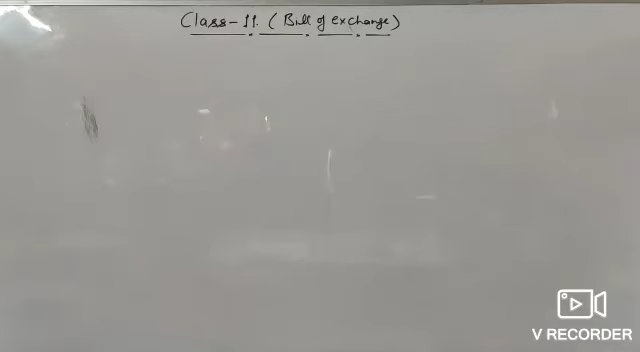 Class-11. (Bill of exchange)
V RECORDER